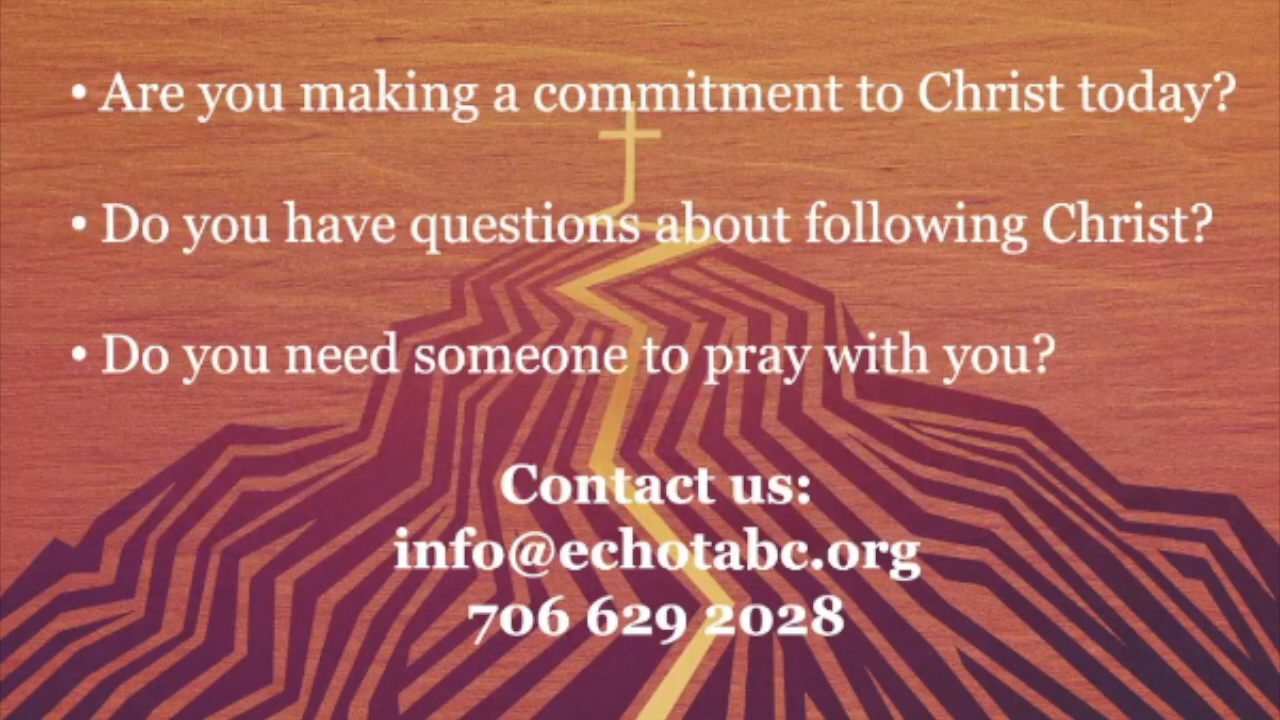 • Are you making a commitment to Christ today?
• Do you have questions about following Christ?
• Do you need someone to pray with you?
Contact us:
info@echotabc.org
706 629 2028